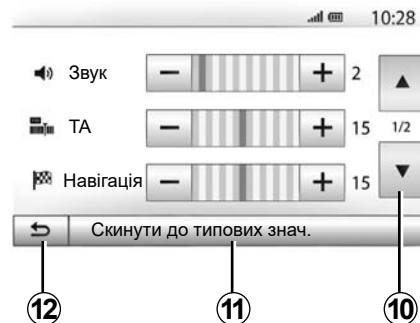 10:28
Звук − + 2 ▲
TA − + 15 1/2
Навігація − + 15 ▼
Скинути до типових знач.
12 11 10